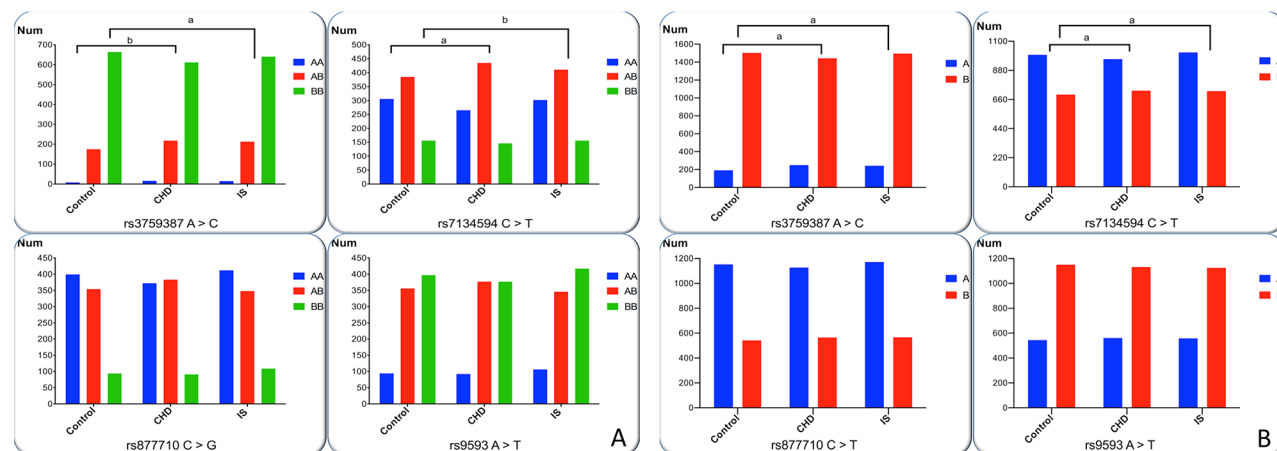 a
Num
b
700
600
500
400
300
200
100
0
AA
AB
BB
Control
CHD
IS
rs3759387 A > C
b
Num
a
500
450
400
350
300
250
200
150
100
50
0
AA
AB
BB
Control
CHD
IS
rs7134594 C > T
Num
450
400
350
300
250
200
150
100
50
0
AA
AB
BB
Control
CHD
IS
rs877710 C > G
Num
450
400
350
300
250
200
150
100
50
0
AA
AB
BB
Control
CHD
IS
rs9593 A > T
A
a
Num
a
1600
1400
1200
1000
800
600
400
200
0
A
B
Control
CHD
IS
rs3759387 A > C
a
Num
a
1100
880
660
440
220
0
Control
CHD
IS
rs7134594 C > T
Num
1200
1000
800
600
400
200
0
A
B
Control
CHD
IS
rs877710 C > T
Num
1200
1000
800
600
400
200
0
Control
CHD
IS
rs9593 A > T
B